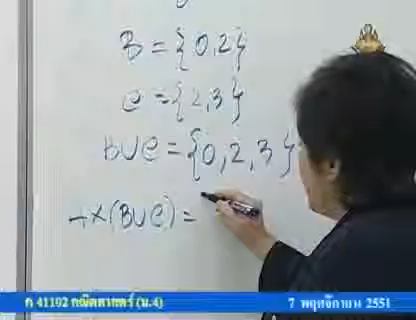 B = {0,2}
C = {2,3}
B∪C = {0,2,3}
×(B∪C) =
ค 41102 คณิตศาสตร์ (ม.4)
7 พฤศจิกายน 2551